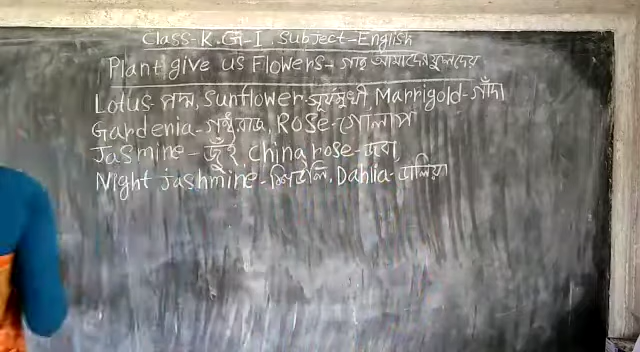 Class-K.G-I. Subject-English
Plant give us Flowers-গাছ আমাদের ফুল দেয়
Lotus-পদ্ম, Sunflower-সূর্যমুখী, Marrigold-গাঁদা
Gardenia-গন্ধরাজ, Rose-গোলাপ
Jasmine-জুঁই, China rose-জবা,
Night jashmine-শিউলি, Dahlia-ডালিয়া